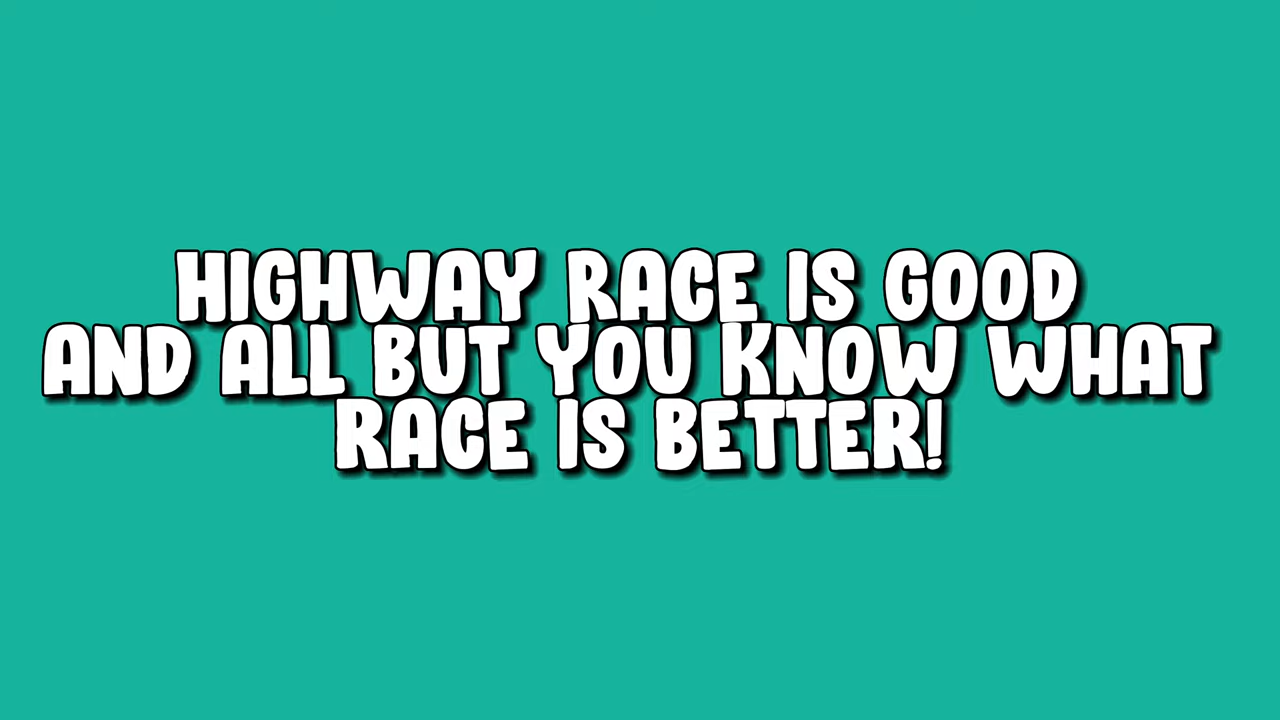 HIGHWAY RACE IS GOOD
AND ALL BUT YOU KNOW WHAT
RACE IS BETTER!